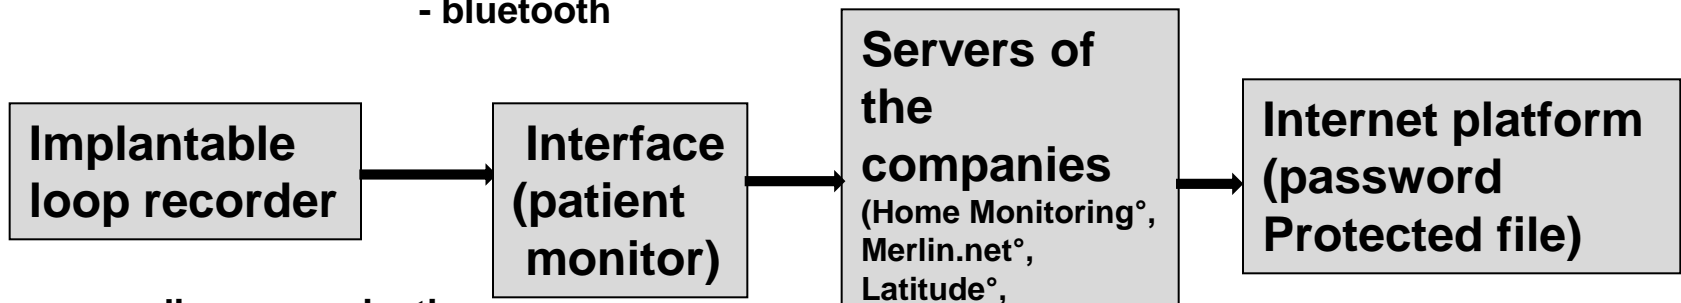 - bluetooth
Implantable
loop recorder
Interface
(patient
monitor)
Servers of
the
companies
(Home Monitoring°,
Merlin.net°,
Latitude°,
Internet platform
(password
Protected file)